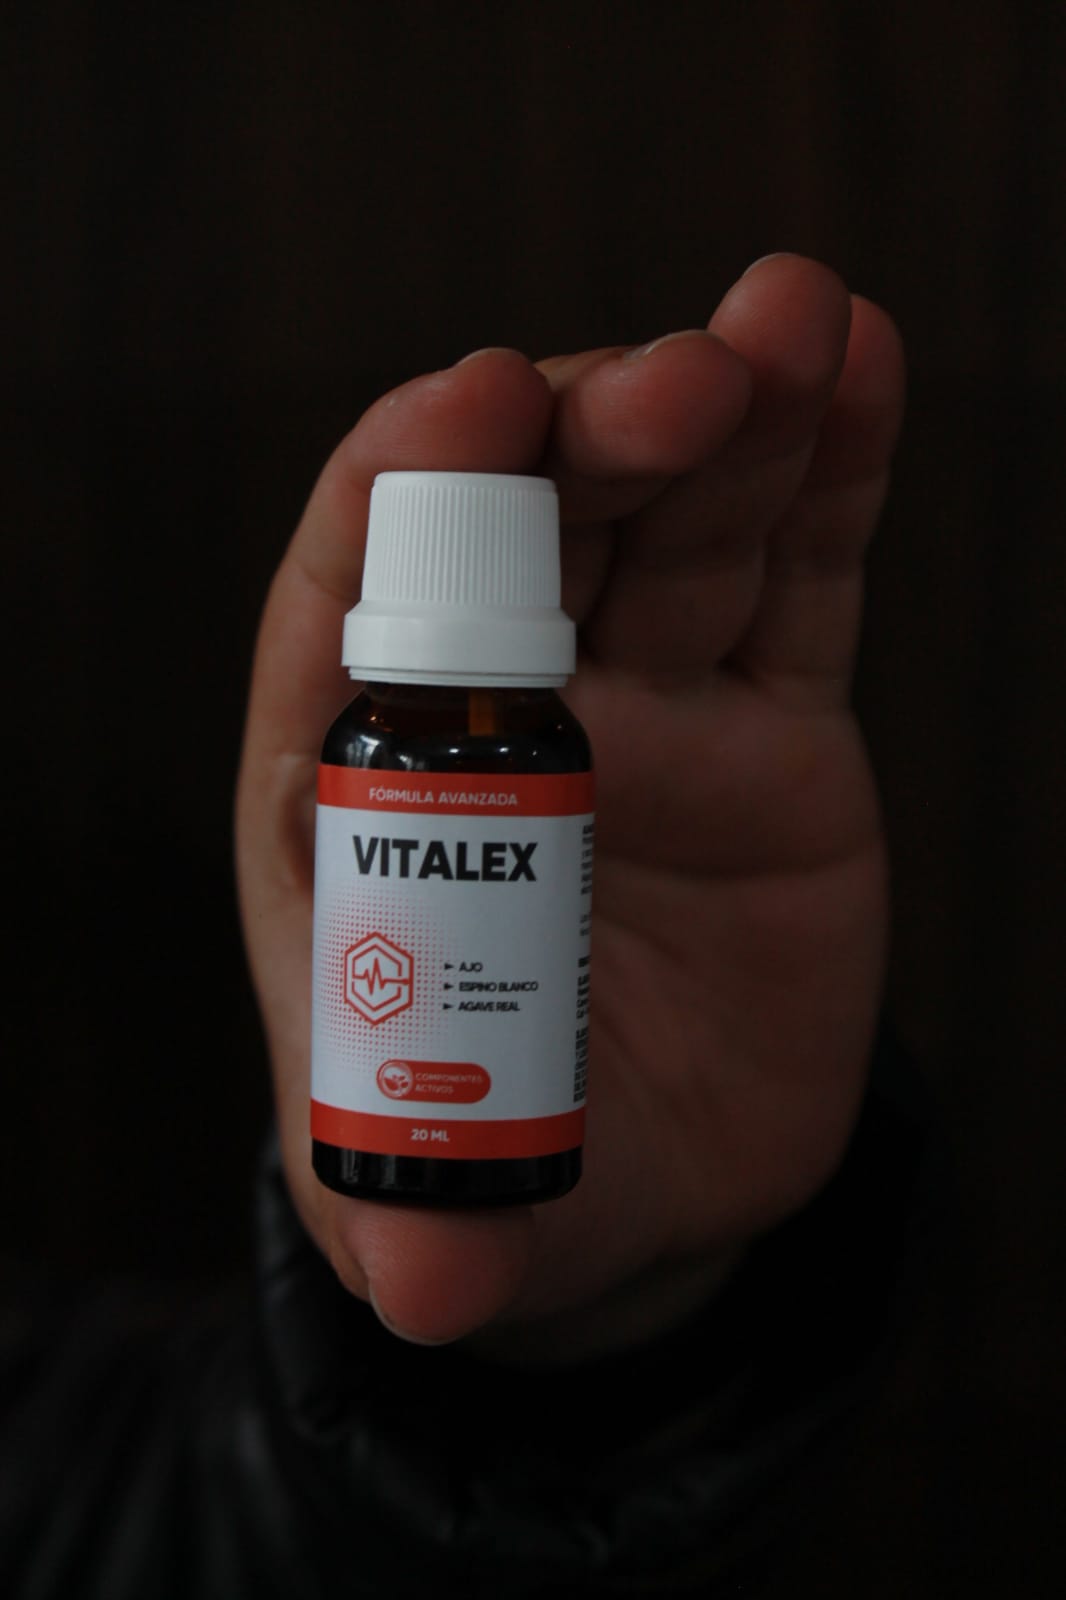 FÓRMULA AVANZADA
VITALEX
► AJO
► ESPINO BLANCO
► AGAVE REAL
COMPONENTES
ACTIVOS
20 ML